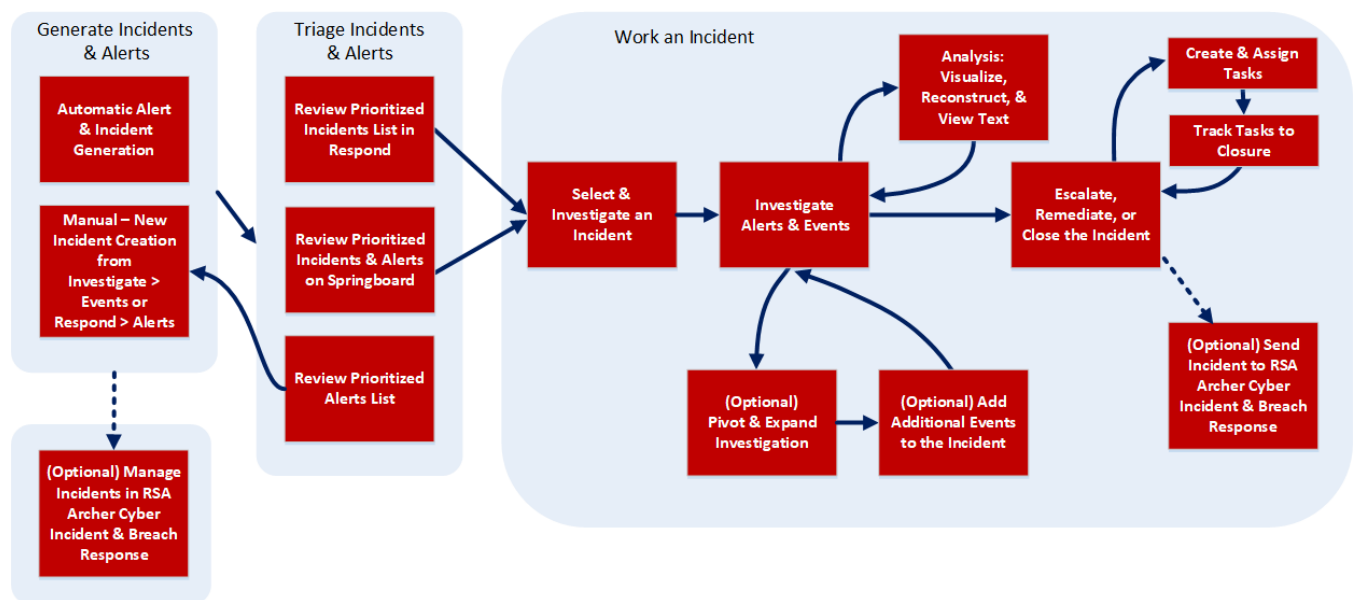 Generate Incidents
& Alerts
Automatic Alert
& Incident
Generation
Manual – New
Incident Creation
from
Investigate >
Events or
Respond > Alerts
(Optional) Manage
Incidents in RSA
Archer Cyber
Incident & Breach
Response
Triage Incidents
& Alerts
Review Prioritized
Incidents List in
Respond
Review Prioritized
Incidents & Alerts
on Springboard
Review Prioritized
Alerts List
Work an Incident
Select &
Investigate an
Incident
Investigate
Alerts & Events
Analysis:
Visualize,
Reconstruct, &
View Text
(Optional)
Pivot & Expand
Investigation
(Optional) Add
Additional Events
to the Incident
Escalate,
Remediate, or
Close the Incident
Create & Assign
Tasks
Track Tasks to
Closure
(Optional) Send
Incident to RSA
Archer Cyber
Incident & Breach
Response